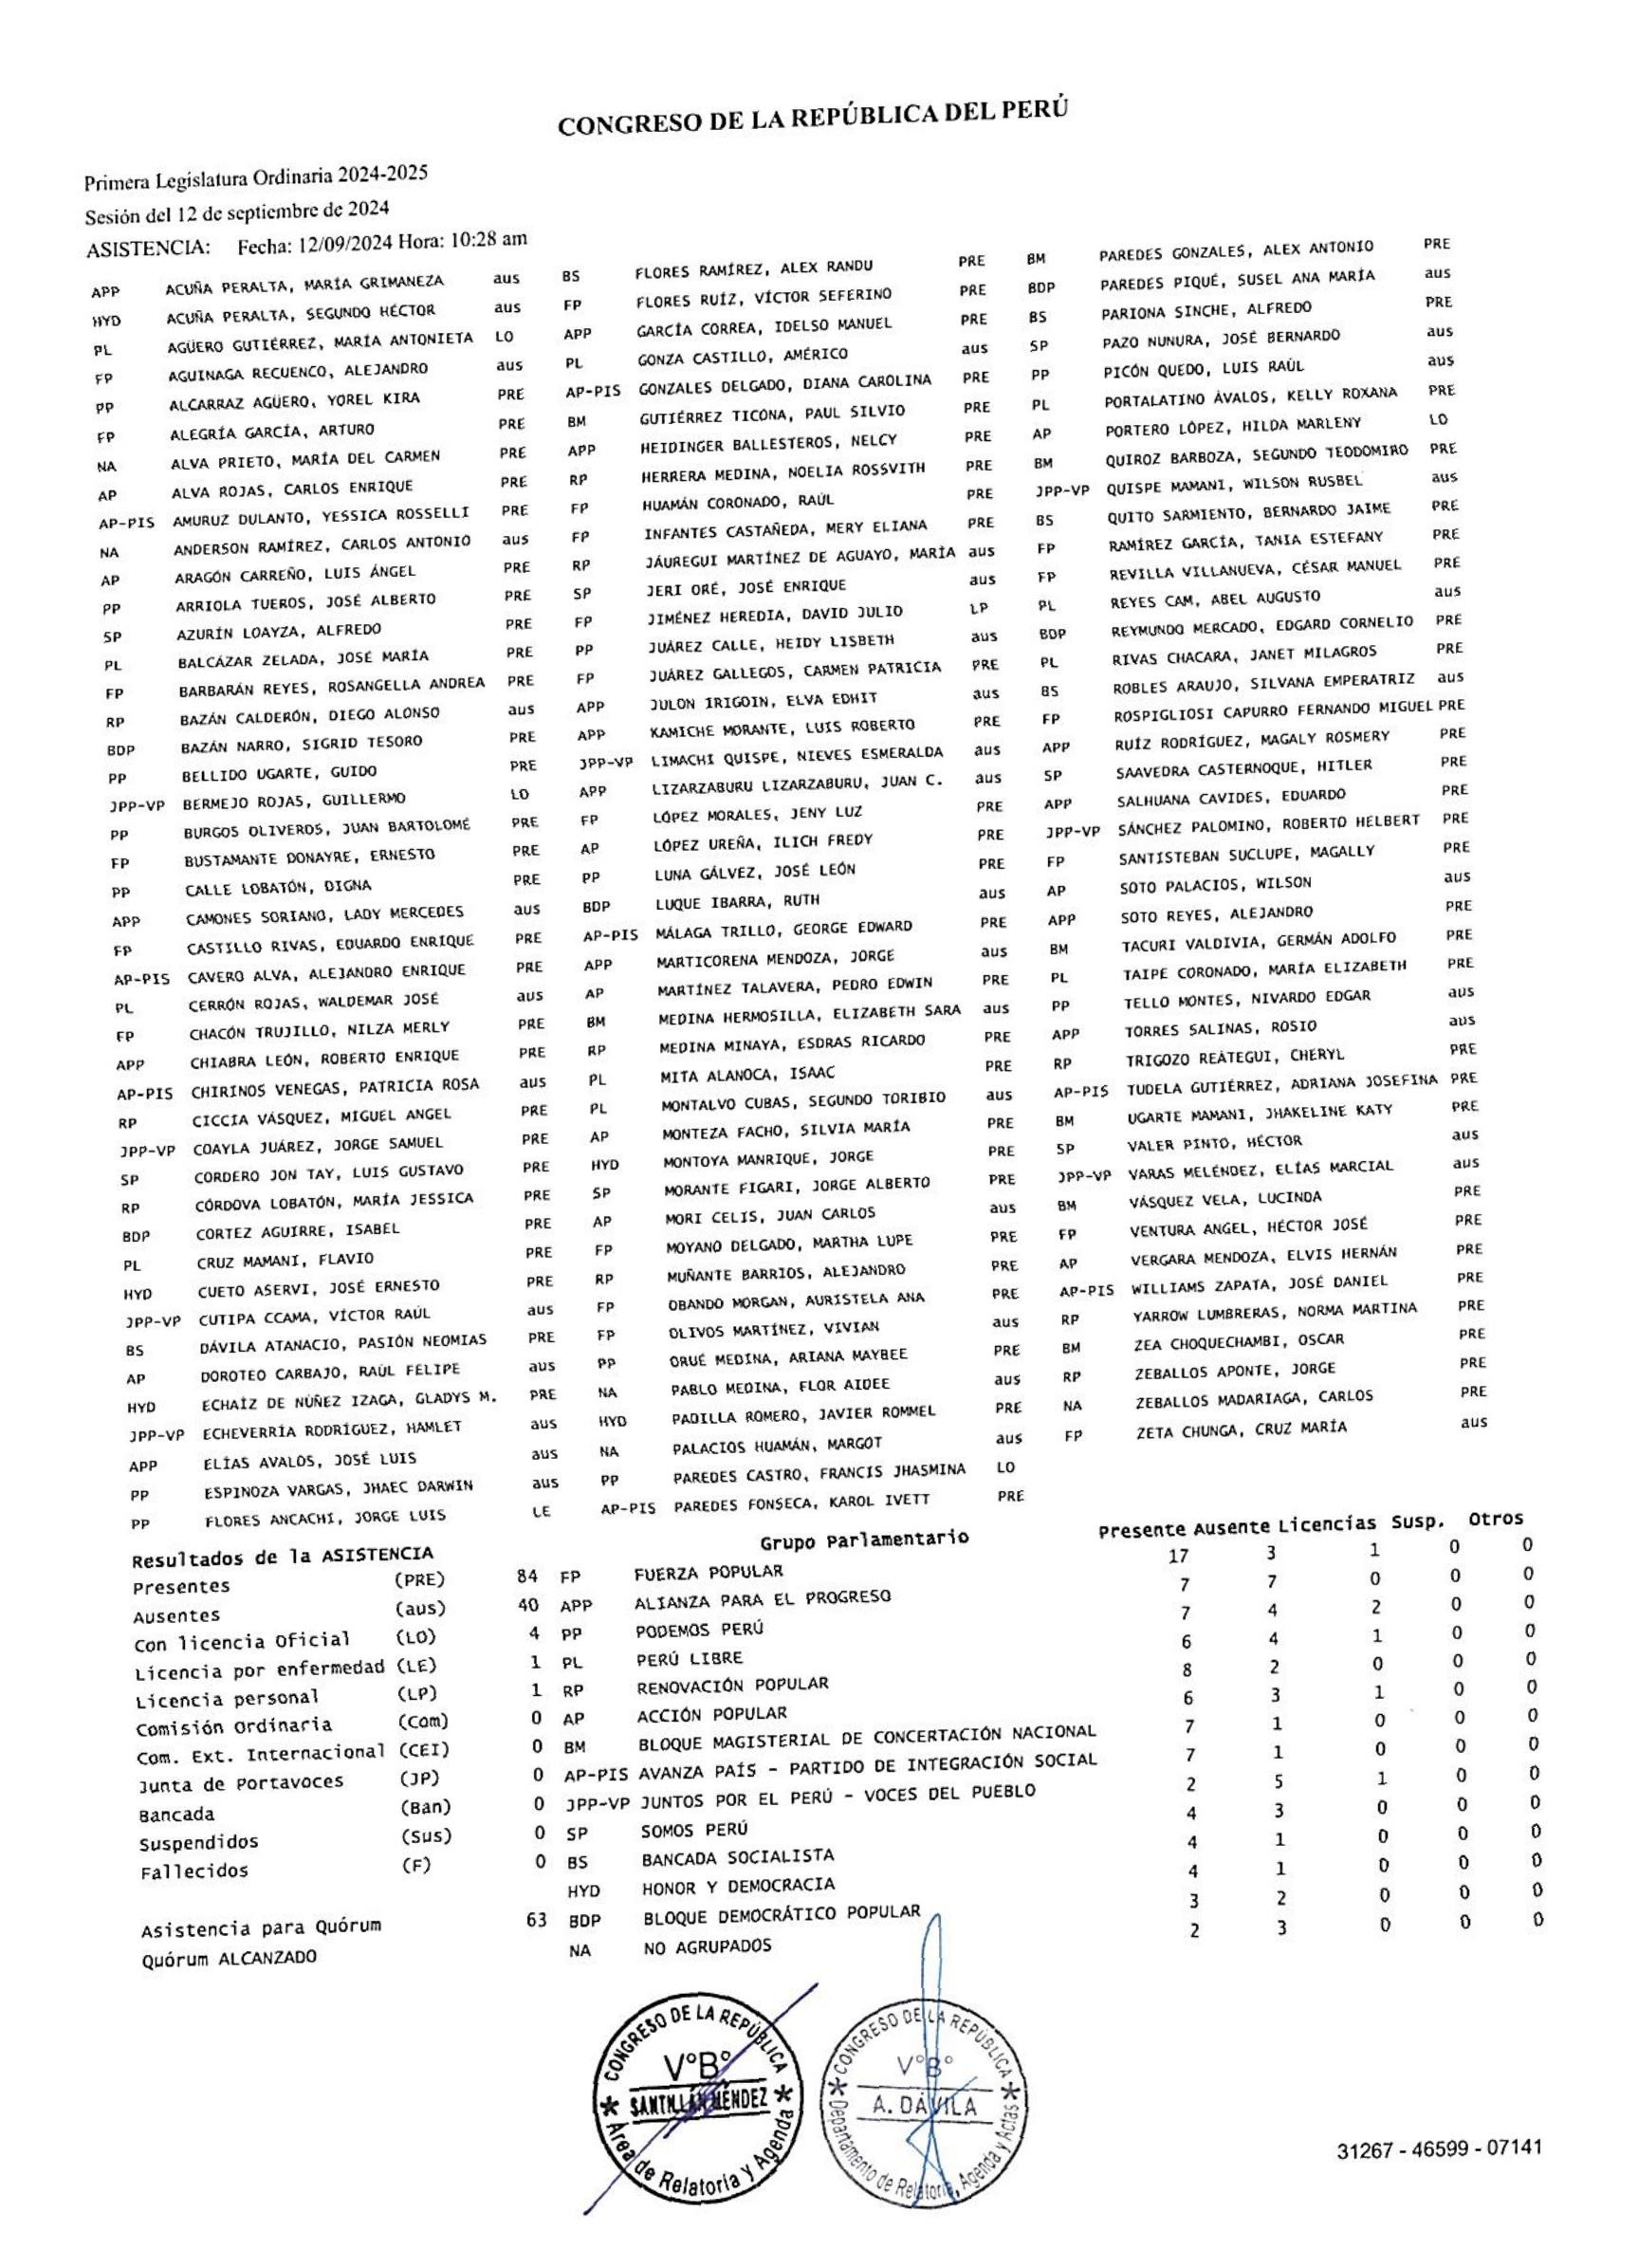 CONGRESO DE LA REPÚBLICA DEL PERÚ
Primera Legislatura Ordinaria 2024-2025
Sesión del 12 de septiembre de 2024
ASISTENCIA: Fecha: 12/09/2024 Hora: 10:28 am
APP ACUÑA PERALTA, MARÍA GRIMANEZA aus
HYD ACUÑA PERALTA, SEGUNDO HÉCTOR aus
PL AGÜERO GUTIÉRREZ, MARÍA ANTONIETA LO
FP AGUINAGA RECUENCO, ALEJANDRO aus
PP ALCARRAZ AGÜERO, YOREL KIRA PRE
FP ALEGRÍA GARCÍA, ARTURO PRE
NA ALVA PRIETO, MARÍA DEL CARMEN PRE
AP ALVA ROJAS, CARLOS ENRIQUE PRE
AP-PIS AMURUZ DULANTO, YESSICA ROSSELLI PRE
NA ANDERSON RAMÍREZ, CARLOS ANTONIO aus
AP ARAGÓN CARREÑO, LUIS ÁNGEL PRE
PP ARRIOLA TUEROS, JOSÉ ALBERTO PRE
SP AZURÍN LOAYZA, ALFREDO PRE
PL BALCÁZAR ZELADA, JOSÉ MARÍA PRE
FP BARBARÁN REYES, ROSANGELLA ANDREA PRE
RP BAZÁN CALDERÓN, DIEGO ALONSO aus
BDP BAZÁN NARRO, SIGRID TESORO PRE
PP BELLIDO UGARTE, GUIDO PRE
JPP-VP BERMEJO ROJAS, GUILLERMO LO
PP BURGOS OLIVEROS, JUAN BARTOLOMÉ PRE
FP BUSTAMANTE DONAYRE, ERNESTO PRE
PP CALLE LOBATÓN, DIGNA PRE
APP CAMONES SORIANO, LADY MERCEDES aus
FP CASTILLO RIVAS, EDUARDO ENRIQUE PRE
AP-PIS CAVERO ALVA, ALEJANDRO ENRIQUE PRE
PL CERRÓN ROJAS, WALDEMAR JOSÉ aus
FP CHACÓN TRUJILLO, NILZA MERLY PRE
APP CHIABRA LEÓN, ROBERTO ENRIQUE PRE
AP-PIS CHIRINOS VENEGAS, PATRICIA ROSA aus
RP CICCIA VÁSQUEZ, MIGUEL ANGEL PRE
JPP-VP COAYLA JUÁREZ, JORGE SAMUEL PRE
SP CORDERO JON TAY, LUIS GUSTAVO PRE
RP CÓRDOVA LOBATÓN, MARÍA JESSICA PRE
BDP CORTEZ AGUIRRE, ISABEL PRE
PL CRUZ MAMANI, FLAVIO PRE
HYD CUETO ASERVI, JOSÉ ERNESTO PRE
JPP-VP CUTIPA CCAMA, VÍCTOR RAÚL aus
BS DÁVILA ATANACIO, PASIÓN NEOMIAS PRE
AP DOROTEO CARBAJO, RAÚL FELIPE aus
HYD ECHAÍZ DE NÚÑEZ IZAGA, GLADYS M. PRE
JPP-VP ECHEVERRÍA RODRÍGUEZ, HAMLET aus
APP ELÍAS AVALOS, JOSÉ LUIS aus
PP ESPINOZA VARGAS, JHAEC DARWIN aus
PP FLORES ANCACHI, JORGE LUIS LE
BS FLORES RAMÍREZ, ALEX RANDU PRE
FP FLORES RUÍZ, VÍCTOR SEFERINO PRE
APP GARCÍA CORREA, IDELSO MANUEL PRE
PL GONZA CASTILLO, AMÉRICO aus
AP-PIS GONZALES DELGADO, DIANA CAROLINA PRE
BM GUTIÉRREZ TICONA, PAUL SILVIO PRE
APP HEIDINGER BALLESTEROS, NELCY PRE
RP HERRERA MEDINA, NOELIA ROSSVITH PRE
FP HUAMÁN CORONADO, RAÚL PRE
FP INFANTES CASTAÑEDA, MERY ELIANA PRE
RP JÁUREGUI MARTÍNEZ DE AGUAYO, MARÍA aus
SP JERI ORÉ, JOSÉ ENRIQUE aus
FP JIMÉNEZ HEREDIA, DAVID JULIO LP
PP JUÁREZ CALLE, HEIDY LISBETH aus
FP JUÁREZ GALLEGOS, CARMEN PATRICIA PRE
APP JULON IRIGOIN, ELVA EDHIT aus
APP KAMICHE MORANTE, LUIS ROBERTO PRE
JPP-VP LIMACHI QUISPE, NIEVES ESMERALDA aus
APP LIZARZABURU LIZARZABURU, JUAN C. aus
FP LÓPEZ MORALES, JENY LUZ PRE
AP LÓPEZ UREÑA, ILICH FREDY PRE
PP LUNA GÁLVEZ, JOSÉ LEÓN PRE
BDP LUQUE IBARRA, RUTH aus
AP-PIS MÁLAGA TRILLO, GEORGE EDWARD PRE
APP MARTICORENA MENDOZA, JORGE aus
AP MARTÍNEZ TALAVERA, PEDRO EDWIN PRE
BM MEDINA HERMOSILLA, ELIZABETH SARA aus
RP MEDINA MINAYA, ESDRAS RICARDO PRE
PL MITA ALANOCA, ISAAC PRE
PL MONTALVO CUBAS, SEGUNDO TORIBIO aus
AP MONTEZA FACHO, SILVIA MARÍA PRE
HYD MONTOYA MANRIQUE, JORGE PRE
SP MORANTE FIGARI, JORGE ALBERTO PRE
AP MORI CELIS, JUAN CARLOS aus
FP MOYANO DELGADO, MARTHA LUPE PRE
RP MUÑANTE BARRIOS, ALEJANDRO PRE
FP OBANDO MORGAN, AURISTELA ANA PRE
FP OLIVOS MARTÍNEZ, VIVIAN aus
PP ORUÉ MEDINA, ARIANA MAYBEE PRE
NA PABLO MEDINA, FLOR AIDEE aus
HYD PADILLA ROMERO, JAVIER ROMMEL PRE
NA PALACIOS HUAMÁN, MARGOT aus
PP PAREDES CASTRO, FRANCIS JHASMINA LO
AP-PIS PAREDES FONSECA, KAROL IVETT PRE
BM PAREDES GONZALES, ALEX ANTONIO PRE
BDP PAREDES PIQUÉ, SUSEL ANA MARÍA aus
BS PARIONA SINCHE, ALFREDO PRE
SP PAZO NUNURA, JOSÉ BERNARDO aus
PP PICÓN QUEDO, LUIS RAÚL aus
PL PORTALATINO ÁVALOS, KELLY ROXANA PRE
AP PORTERO LÓPEZ, HILDA MARLENY LO
BM QUIROZ BARBOZA, SEGUNDO TEODOMIRO PRE
JPP-VP QUISPE MAMANI, WILSON RUSBEL aus
BS QUITO SARMIENTO, BERNARDO JAIME PRE
FP RAMÍREZ GARCÍA, TANIA ESTEFANY PRE
FP REVILLA VILLANUEVA, CÉSAR MANUEL PRE
PL REYES CAM, ABEL AUGUSTO aus
BDP REYMUNDO MERCADO, EDGARD CORNELIO PRE
PL RIVAS CHACARA, JANET MILAGROS PRE
BS ROBLES ARAUJO, SILVANA EMPERATRIZ aus
FP ROSPIGLIOSI CAPURRO FERNANDO MIGUEL PRE
APP RUÍZ RODRÍGUEZ, MAGALY ROSMERY PRE
SP SAAVEDRA CASTERNOQUE, HITLER PRE
APP SALHUANA CAVIDES, EDUARDO PRE
JPP-VP SÁNCHEZ PALOMINO, ROBERTO HELBERT PRE
FP SANTISTEBAN SUCLUPE, MAGALLY PRE
AP SOTO PALACIOS, WILSON aus
APP SOTO REYES, ALEJANDRO PRE
BM TACURI VALDIVIA, GERMÁN ADOLFO PRE
PL TAIPE CORONADO, MARÍA ELIZABETH PRE
PP TELLO MONTES, NIVARDO EDGAR aus
APP TORRES SALINAS, ROSIO aus
RP TRIGOZO REÁTEGUI, CHERYL PRE
AP-PIS TUDELA GUTIÉRREZ, ADRIANA JOSEFINA PRE
BM UGARTE MAMANI, JHAKELINE KATY PRE
SP VALER PINTO, HÉCTOR aus
JPP-VP VARAS MELÉNDEZ, ELÍAS MARCIAL aus
BM VÁSQUEZ VELA, LUCINDA PRE
FP VENTURA ANGEL, HÉCTOR JOSÉ PRE
AP VERGARA MENDOZA, ELVIS HERNÁN PRE
AP-PIS WILLIAMS ZAPATA, JOSÉ DANIEL PRE
RP YARROW LUMBRERAS, NORMA MARTINA PRE
BM ZEA CHOQUECHAMBI, OSCAR PRE
RP ZEBALLOS APONTE, JORGE PRE
NA ZEBALLOS MADARIAGA, CARLOS PRE
FP ZETA CHUNGA, CRUZ MARÍA aus
Resultados de la ASISTENCIA
Presentes (PRE) 84
Ausentes (aus) 40
Con licencia Oficial (LO) 4
Licencia por enfermedad (LE) 1
Licencia personal (LP) 1
Comisión Ordinaria (Com) 0
Com. Ext. Internacional (CEI) 0
Junta de Portavoces (JP) 0
Bancada (Ban) 0
Suspendidos (Sus) 0
Fallecidos (F) 0
Asistencia para Quórum 63
Quórum ALCANZADO
Grupo Parlamentario Presente Ausente Licencias Susp. Otros
FP FUERZA POPULAR 17 3 1 0 0
APP ALIANZA PARA EL PROGRESO 7 7 0 0 0
PP PODEMOS PERÚ 7 4 2 0 0
PL PERÚ LIBRE 6 4 1 0 0
RP RENOVACIÓN POPULAR 8 2 0 0 0
AP ACCIÓN POPULAR 6 3 1 0 0
BM BLOQUE MAGISTERIAL DE CONCERTACIÓN NACIONAL 7 1 0 0 0
AP-PIS AVANZA PAÍS - PARTIDO DE INTEGRACIÓN SOCIAL 7 1 0 0 0
JPP-VP JUNTOS POR EL PERÚ - VOCES DEL PUEBLO 2 5 1 0 0
SP SOMOS PERÚ 4 3 0 0 0
BS BANCADA SOCIALISTA 4 1 0 0 0
HYD HONOR Y DEMOCRACIA 4 1 0 0 0
BDP BLOQUE DEMOCRÁTICO POPULAR 3 2 0 0 0
NA NO AGRUPADOS 2 3 0 0 0
CONGRESO DE LA REPÚBLICA
V°B°
SANTILLÁN MÉNDEZ
Área de Relatoría y Agenda
CONGRESO DE LA REPÚBLICA
V°B°
A. DÁVILA
Departamento de Relatoría, Agenda y Actas
31267 - 46599 - 07141